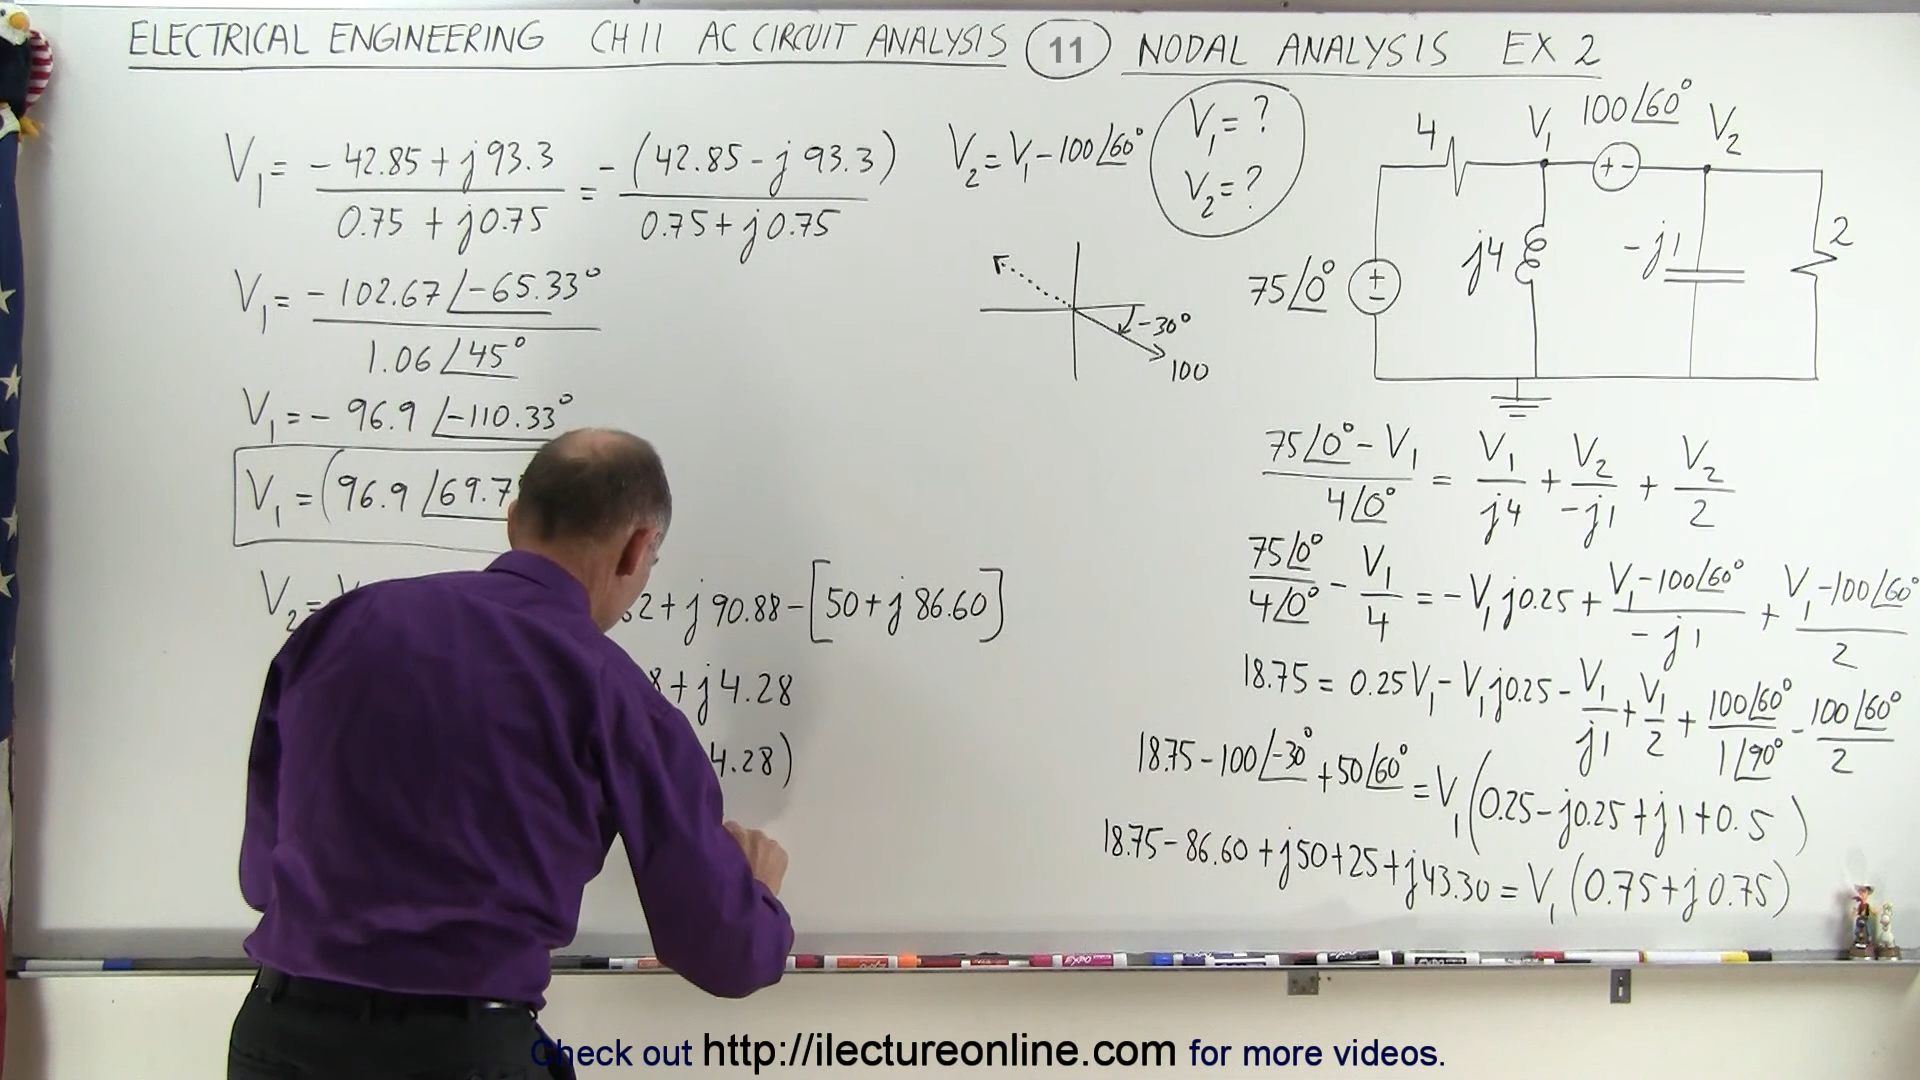 ELECTRICAL ENGINEERING CH 11 AC CIRCUIT ANALYSIS 11 NODAL ANALYSIS EX 2
V₁ = (-42.85 + j93.3)/(0.75 + j0.75) = -(42.85 - j93.3)/(0.75 + j0.75)
V₁ = -102.67∠-65.33°/1.06∠45°
V₁ = -96.9∠-110.33°
V₁ = (96.9∠69.7
V₂ =
2 + j90.88 - [50 + j86.60]
8 + j4.28
4.28)
V₂ = V₁ - 100∠60°
V₁ = ?
V₂ = ?
-30°
100
4 V₁ 100∠60° V₂
75∠0° + - j4 + - -j1 2
(75∠0° - V₁)/4∠0° = V₁/j4 + V₂/-j1 + V₂/2
75∠0°/4∠0° - V₁/4 = -V₁j0.25 + (V₁ - 100∠60°)/-j1 + (V₁ - 100∠60°)/2
18.75 = 0.25V₁ - V₁j0.25 - V₁/j1 + V₁/2 + 100∠60°/1∠90° - 100∠60°/2
18.75 - 100∠-30° + 50∠60° = V₁(0.25 - j0.25 + j1 + 0.5)
18.75 - 86.60 + j50 + 25 + j43.30 = V₁(0.75 + j0.75)
Check out http://ilectureonline.com for more videos.